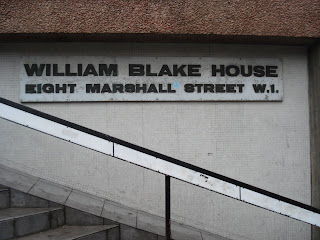 WILLIAM BLAKE HOUSE
EIGHT MARSHALL STREET W.1.